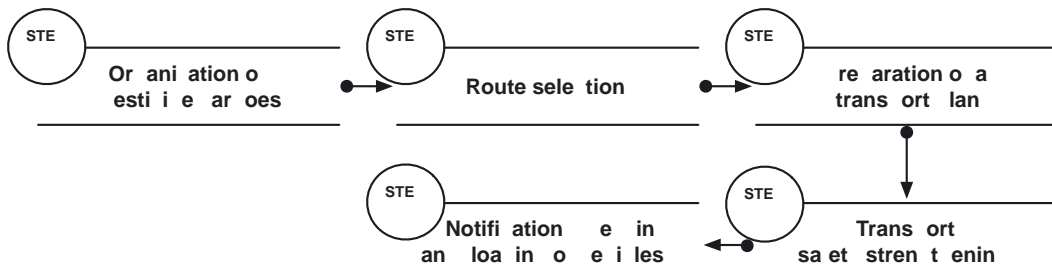 STE
Or ani ation o
esti i e ar oes
STE
Route sele tion
STE
re aration o a
trans ort lan
STE
Trans ort
sa et stren t enin
STE
Notifi ation e in
an loa in o e i les